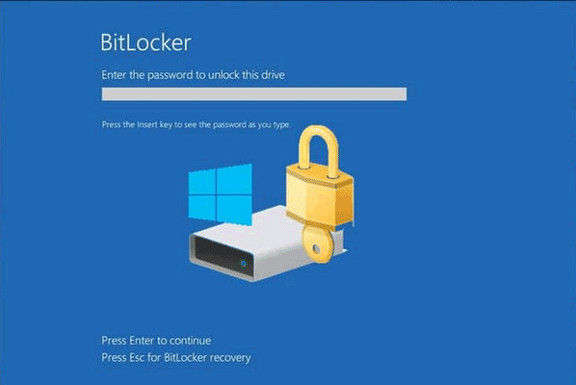 BitLocker
Enter the password to unlock this drive
Press the Insert key to see the password as you type.
Press Enter to continue
Press Esc for BitLocker recovery